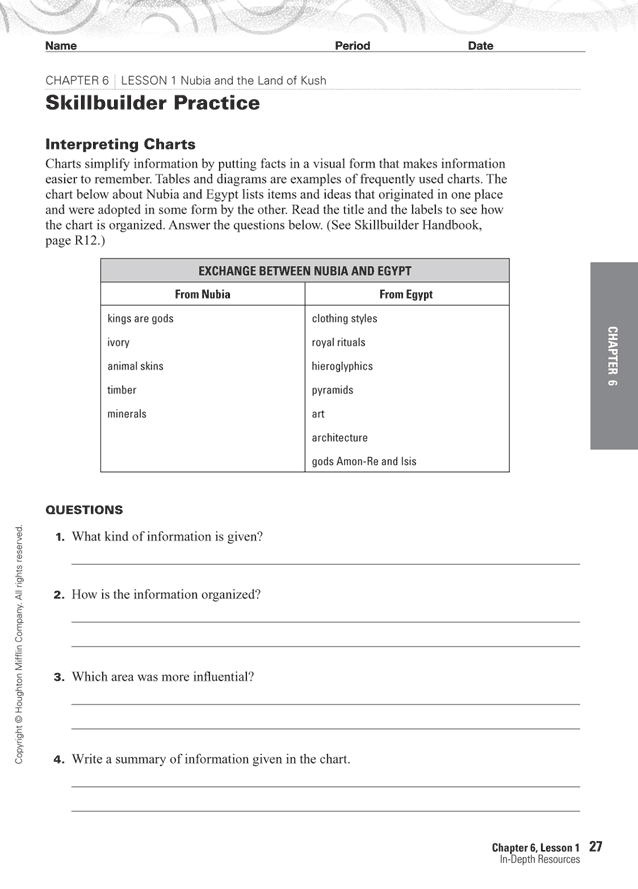 Name Period Date
CHAPTER 6 | LESSON 1 Nubia and the Land of Kush
Skillbuilder Practice
Interpreting Charts
Charts simplify information by putting facts in a visual form that makes information
easier to remember. Tables and diagrams are examples of frequently used charts. The
chart below about Nubia and Egypt lists items and ideas that originated in one place
and were adopted in some form by the other. Read the title and the labels to see how
the chart is organized. Answer the questions below. (See Skillbuilder Handbook,
page R12.)
EXCHANGE BETWEEN NUBIA AND EGYPT
From Nubia From Egypt
kings are gods clothing styles
ivory royal rituals
animal skins hieroglyphics
timber pyramids
minerals art
architecture
gods Amon-Re and Isis
CHAPTER 6
QUESTIONS
1. What kind of information is given?
2. How is the information organized?
3. Which area was more influential?
4. Write a summary of information given in the chart.
Copyright © Houghton Mifflin Company. All rights reserved.
Chapter 6, Lesson 1 27
In-Depth Resources